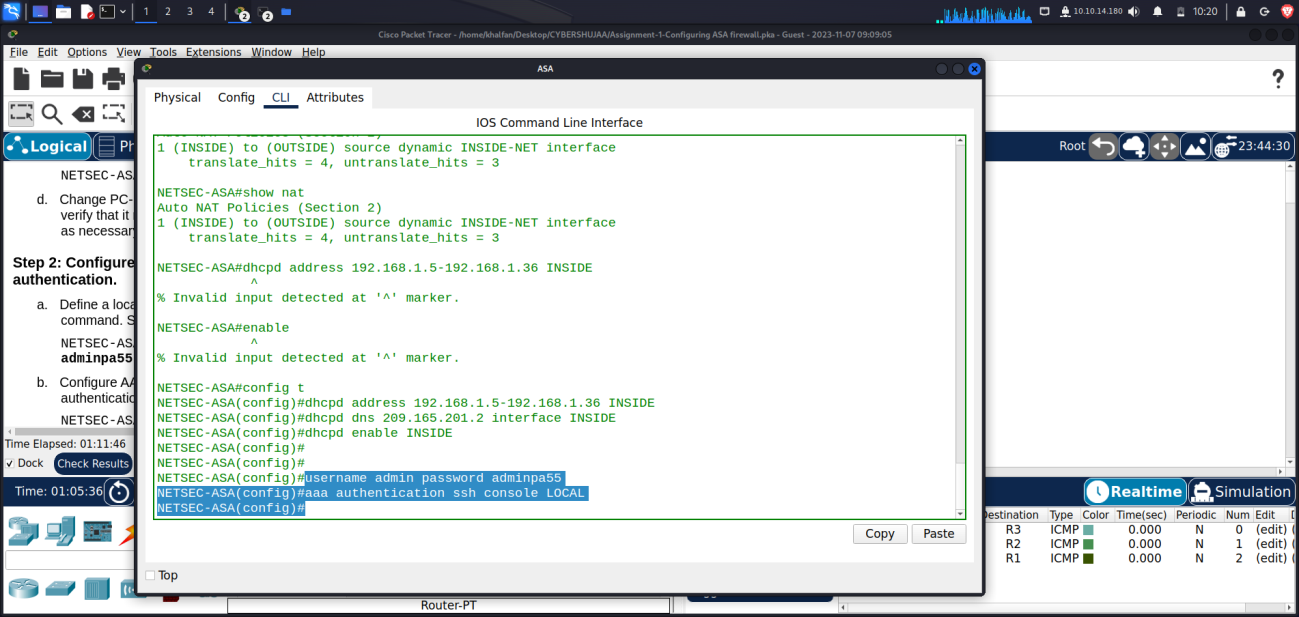 1 2 3 4 2 2 10.10.14.180 10:20
Cisco Packet Tracer - /home/khalfan/Desktop/CYBERSHUJAA/Assignment-1-Configuring ASA firewall.pka - Guest - 2023-11-07 09:09:05
File Edit Options View Tools Extensions Window Help
ASA
Physical Config CLI Attributes
IOS Command Line Interface
1 (INSIDE) to (OUTSIDE) source dynamic INSIDE-NET interface
translate_hits = 4, untranslate_hits = 3
NETSEC-ASA#show nat
Auto NAT Policies (Section 2)
1 (INSIDE) to (OUTSIDE) source dynamic INSIDE-NET interface
translate_hits = 4, untranslate_hits = 3
NETSEC-ASA#dhcpd address 192.168.1.5-192.168.1.36 INSIDE
^
% Invalid input detected at '^' marker.
NETSEC-ASA#enable
^
% Invalid input detected at '^' marker.
NETSEC-ASA#config t
NETSEC-ASA(config)#dhcpd address 192.168.1.5-192.168.1.36 INSIDE
NETSEC-ASA(config)#dhcpd dns 209.165.201.2 interface INSIDE
NETSEC-ASA(config)#dhcpd enable INSIDE
NETSEC-ASA(config)#
NETSEC-ASA(config)#
NETSEC-ASA(config)#username admin password adminpa55
NETSEC-ASA(config)#aaa authentication ssh console LOCAL
NETSEC-ASA(config)#
Copy Paste
Top
Logical Ph
NETSEC-AS
d. Change PC-
verify that it
as necessary
Step 2: Configure
authentication.
a. Define a loca
command. S
NETSEC-AS
adminpa55
b. Configure AA
authenticatio
NETSEC-AS
Time Elapsed: 01:11:46
Dock Check Results
Time: 01:05:36
Root 23:44:30
Realtime Simulation
Destination Type Color Time(sec) Periodic Num Edit
R3 ICMP 0.000 N 0 (edit) (
R2 ICMP 0.000 N 1 (edit) (
R1 ICMP 0.000 N 2 (edit) (
Router-PT